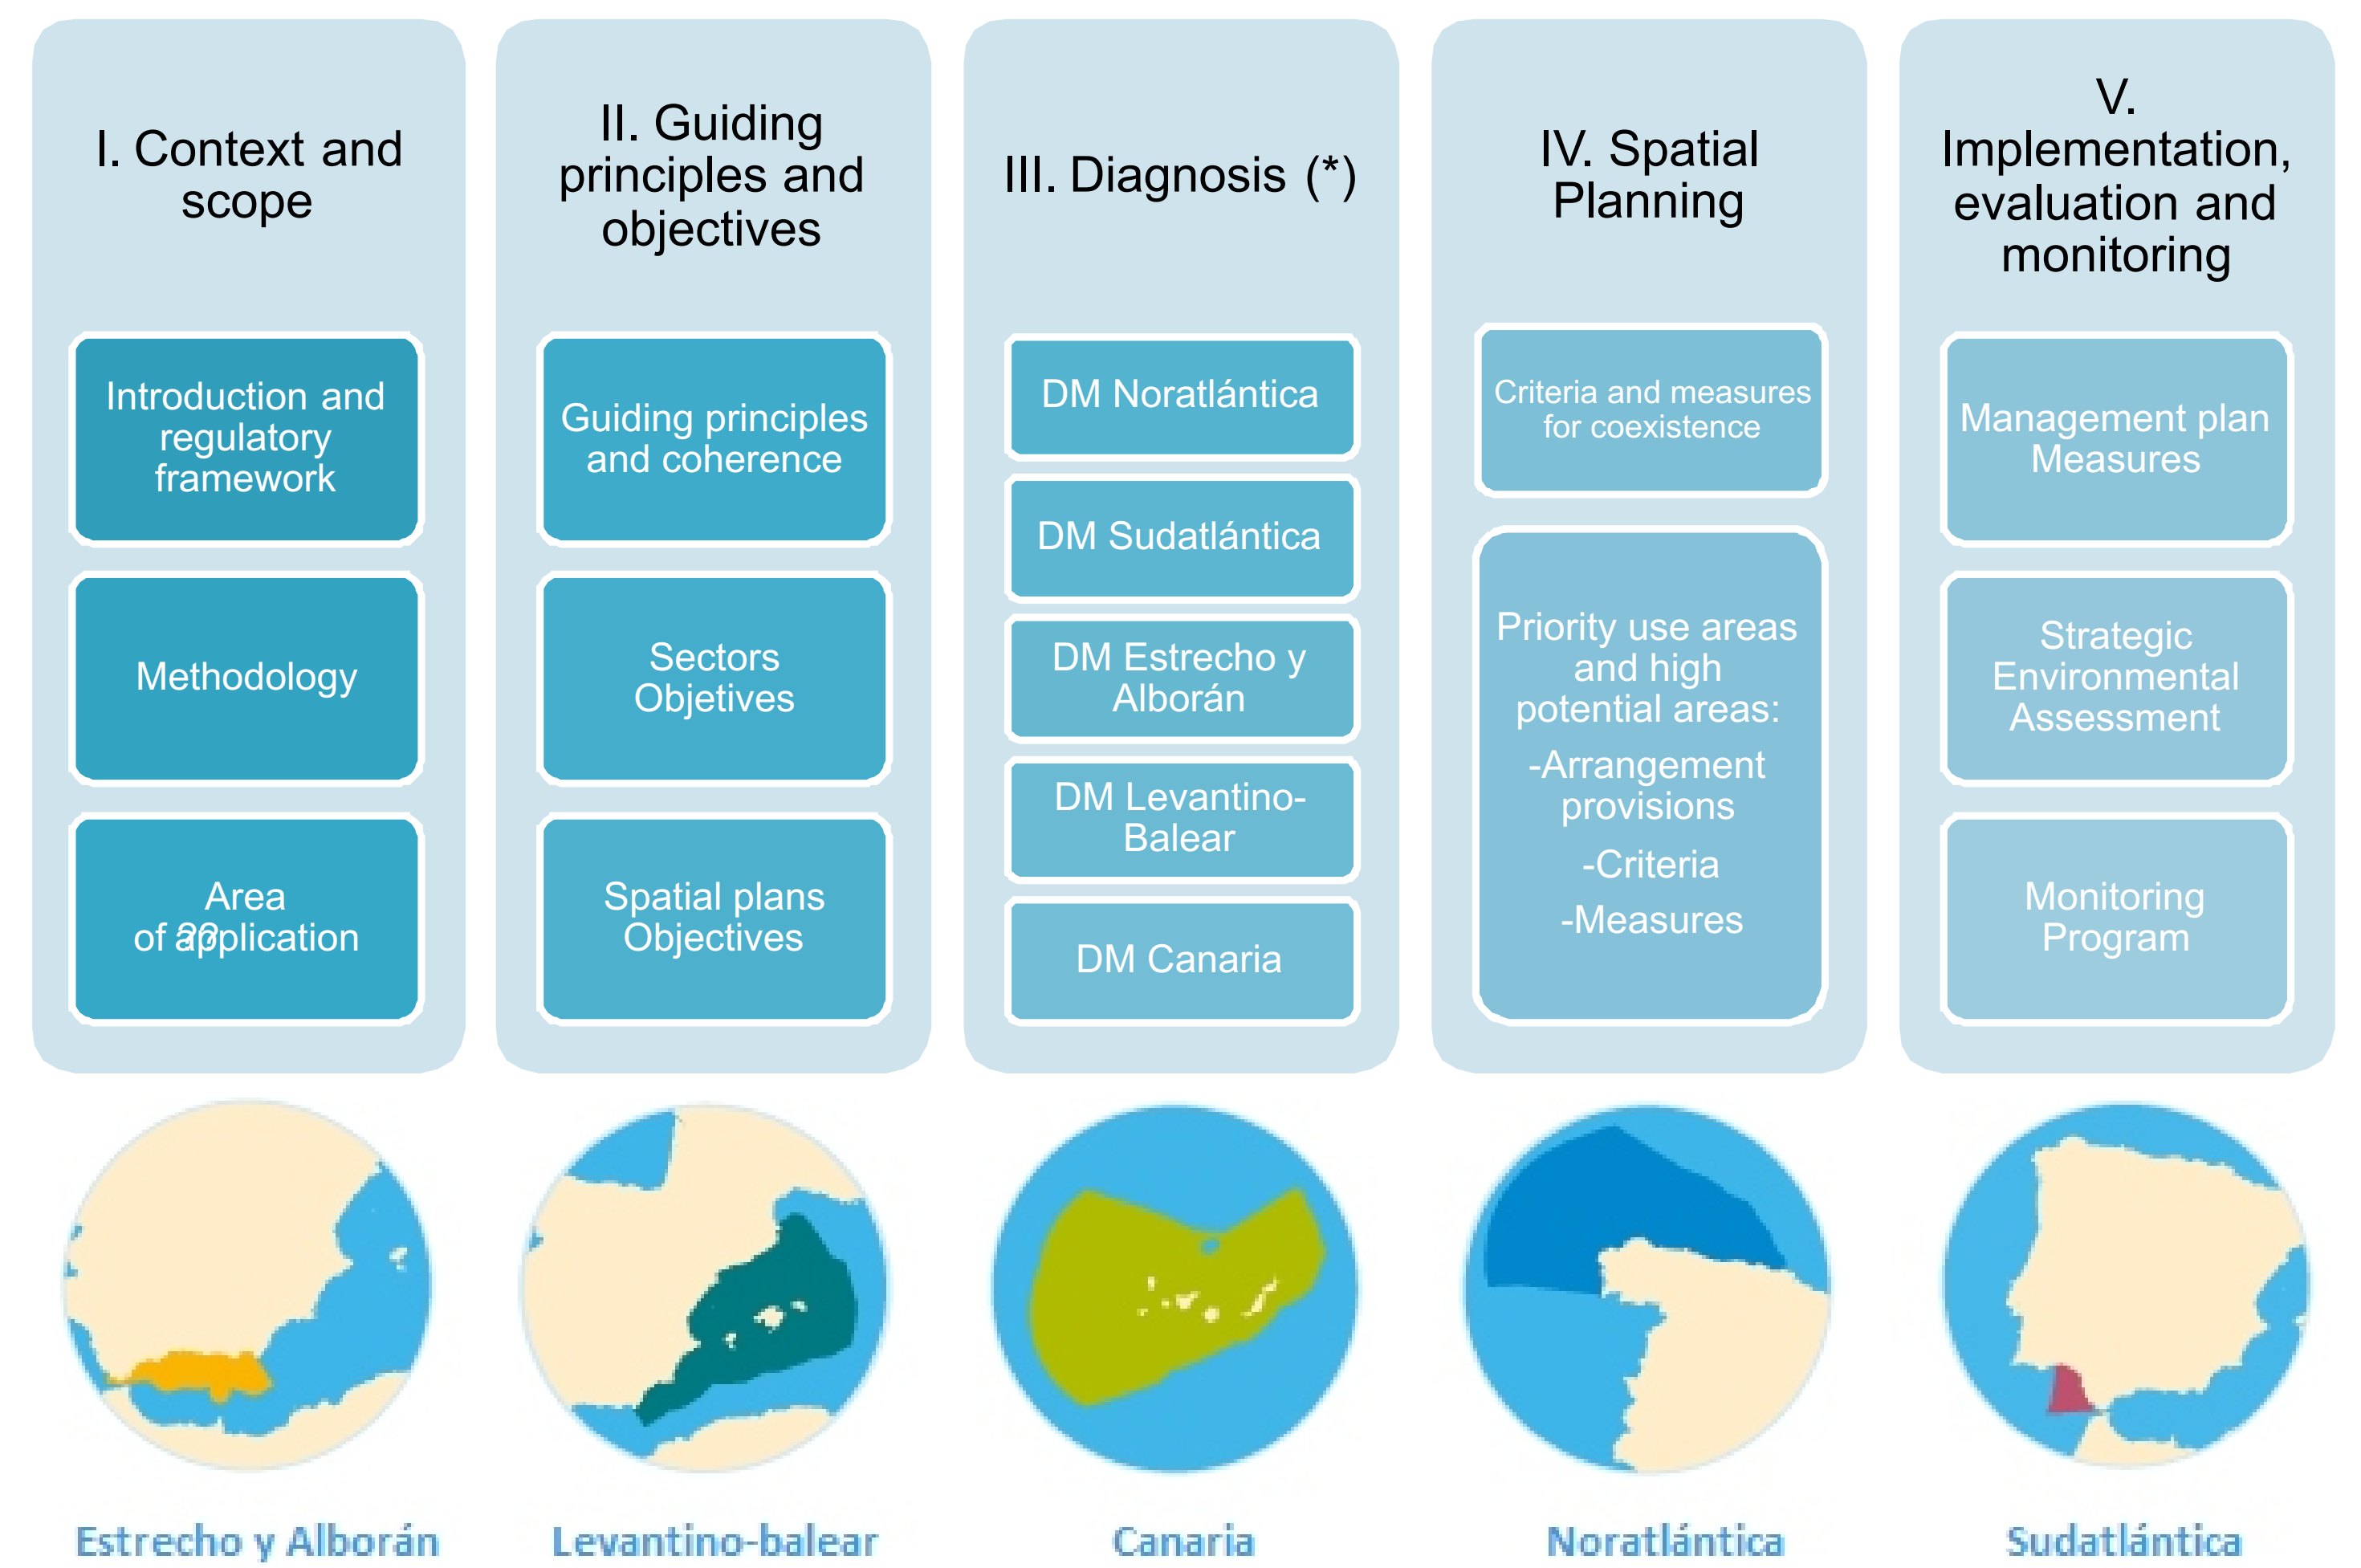 I. Context and
scope
Introduction and
regulatory
framework
Methodology
Area
of application
??
II. Guiding
principles and
objectives
Guiding principles
and coherence
Sectors
Objetives
Spatial plans
Objectives
III. Diagnosis (*)
DM Noratlántica
DM Sudatlántica
DM Estrecho y
Alborán
DM Levantino-
Balear
DM Canaria
IV. Spatial
Planning
Criteria and measures
for coexistence
Priority use areas
and high
potential areas:
-Arrangement
provisions
-Criteria
-Measures
V.
Implementation,
evaluation and
monitoring
Management plan
Measures
Strategic
Environmental
Assessment
Monitoring
Program
Estrecho y Alborán
Levantino-balear
Canaria
Noratlántica
Sudatlántica